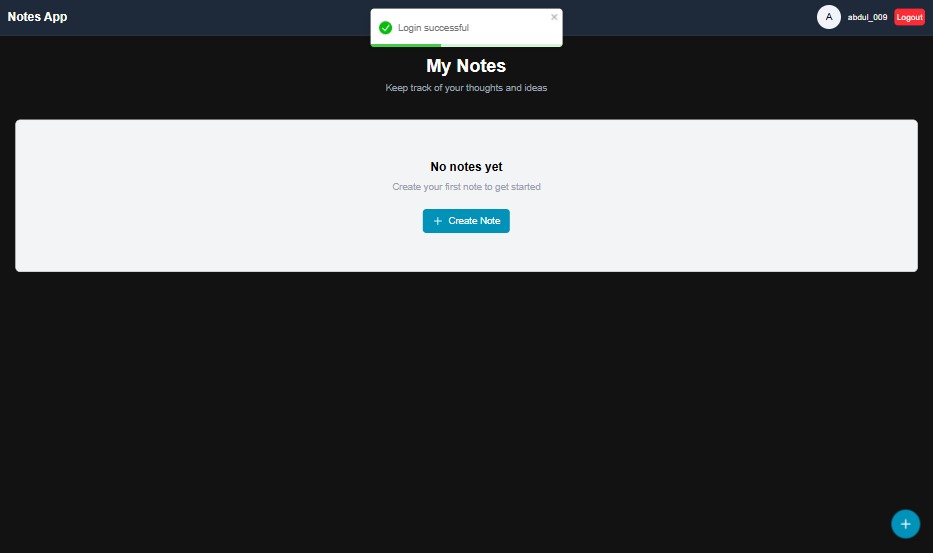 Notes App
Login successful
A
abdul_009
Logout
My Notes
Keep track of your thoughts and ideas
No notes yet
Create your first note to get started
+ Create Note
+